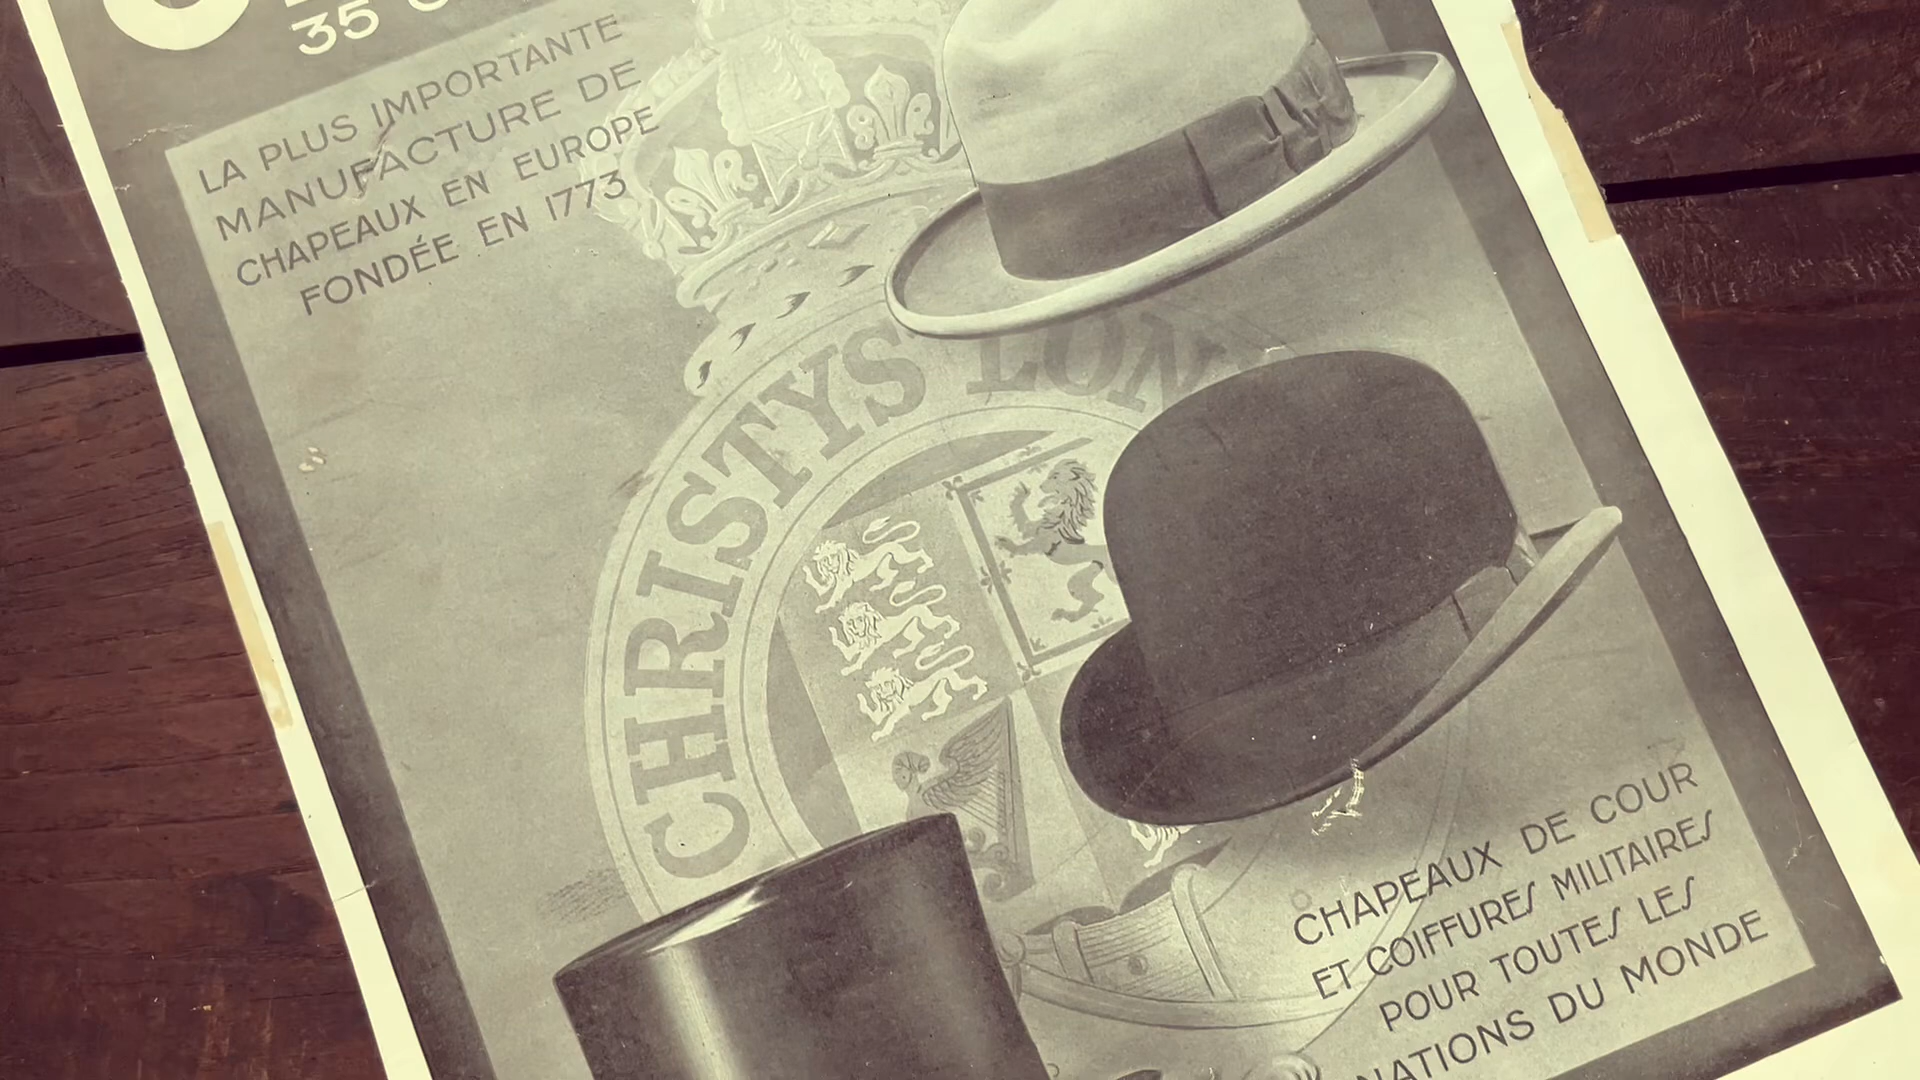 35
LA PLUS IMPORTANTE
MANUFACTURE DE
CHAPEAUX EN EUROPE
FONDÉE EN 1773
CHRISTYS LON
CHAPEAUX DE COUR
ET COIFFURES MILITAIRES
POUR TOUTES LES
NATIONS DU MONDE